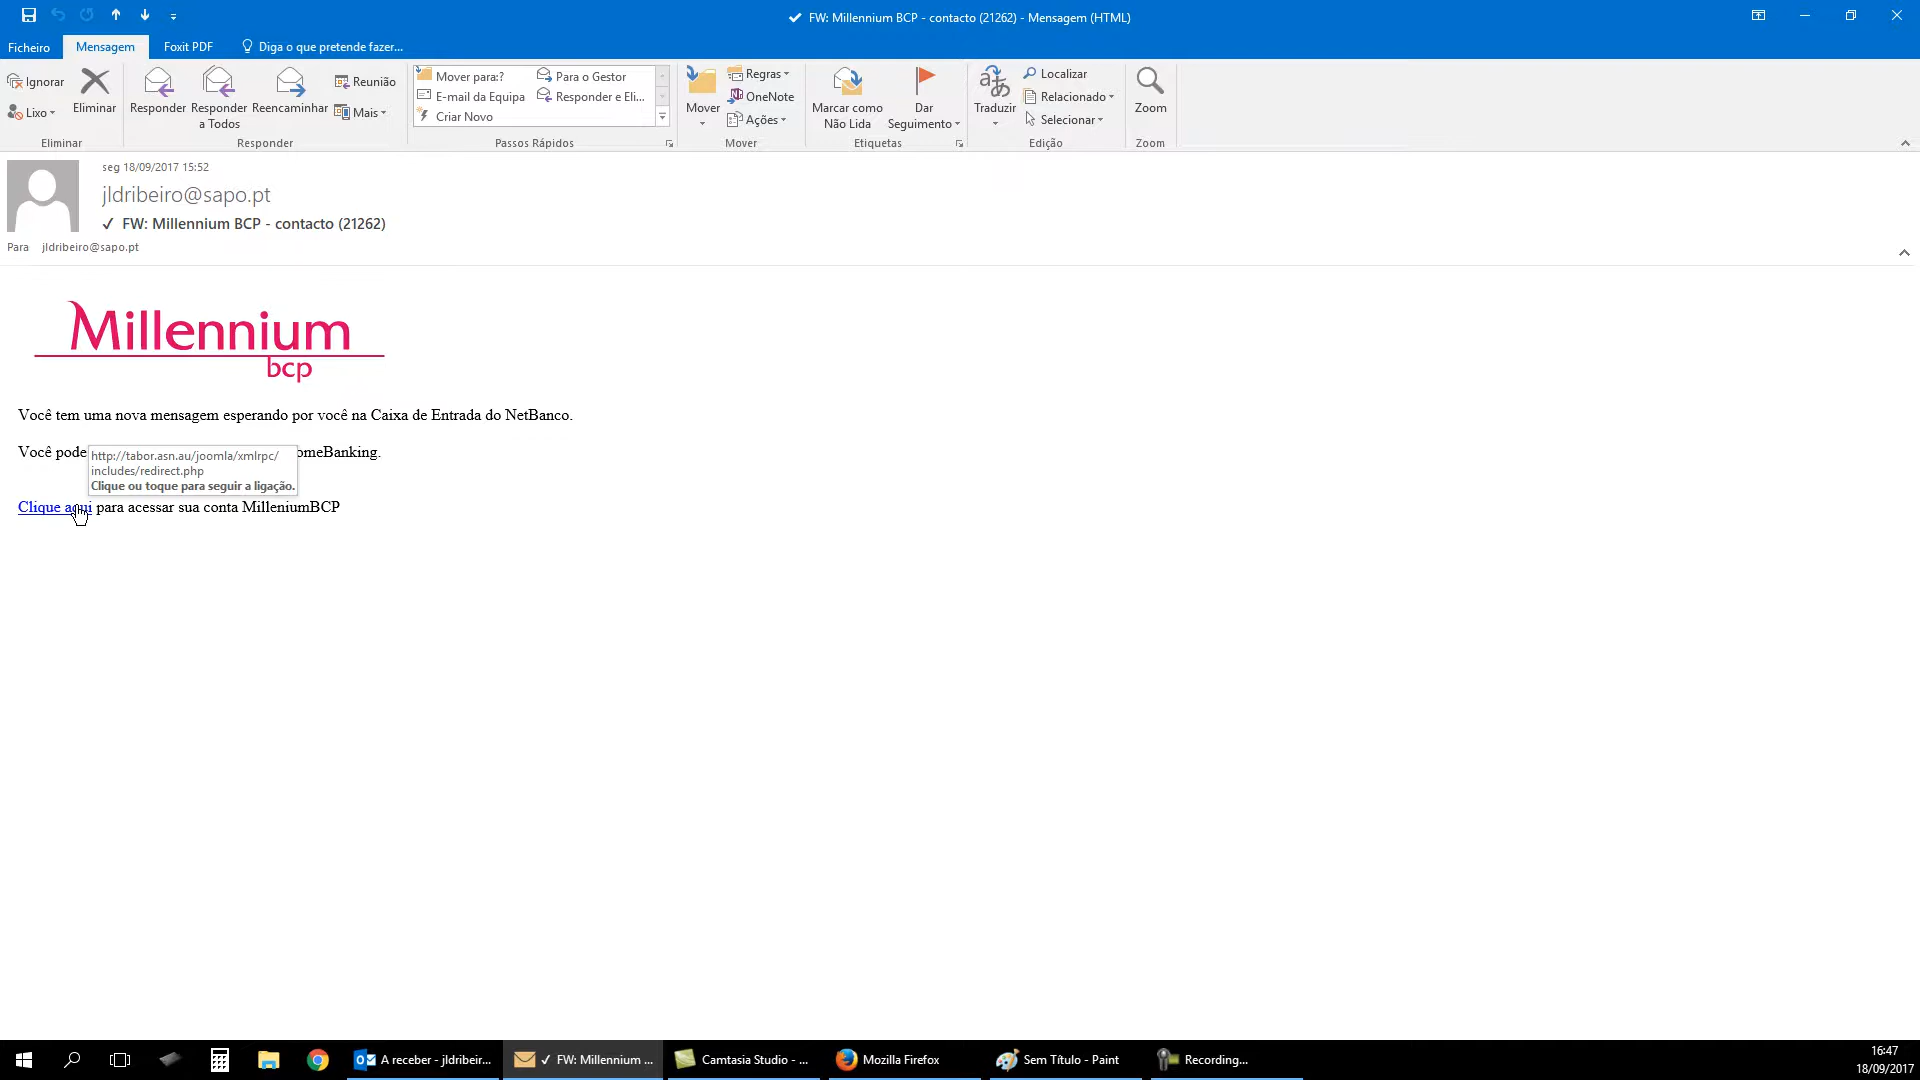 FW: Millennium BCP - contacto (21262) - Mensagem (HTML)
Ficheiro Mensagem Foxit PDF Diga o que pretende fazer...
Ignorar
Lixo
Eliminar
Eliminar
Responder
Responder a Todos
Reencaminhar
Reunião
Mais
Responder
Mover para:?
E-mail da Equipa
Criar Novo
Para o Gestor
Responder e Eli...
Passos Rápidos
Mover
Regras
OneNote
Ações
Mover
Marcar como Não Lida
Dar Seguimento
Etiquetas
Traduzir
Localizar
Relacionado
Selecionar
Edição
Zoom
Zoom
seg 18/09/2017 15:52
jldribeiro@sapo.pt
✓ FW: Millennium BCP - contacto (21262)
Para jldribeiro@sapo.pt
Millennium
bcp
Você tem uma nova mensagem esperando por você na Caixa de Entrada do NetBanco.
Você pode omeBanking.
http://tabor.asn.au/joomla/xmlrpc/
includes/redirect.php
Clique ou toque para seguir a ligação.
Clique aqui para acessar sua conta MilleniumBCP
A receber - jldribeir... ✓ FW: Millennium ... Camtasia Studio - ... Mozilla Firefox Sem Título - Paint Recording...
16:47
18/09/2017